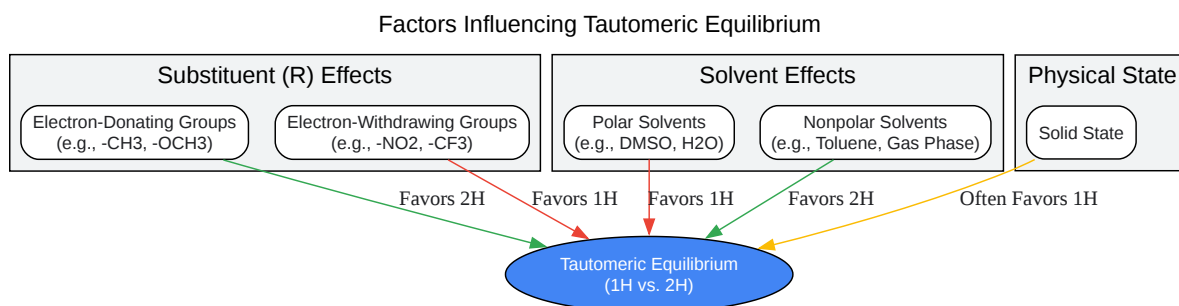 Factors Influencing Tautomeric Equilibrium
Substituent (R) Effects
Electron-Donating Groups
(e.g., -CH3, -OCH3)
Electron-Withdrawing Groups
(e.g., -NO2, -CF3)
Solvent Effects
Polar Solvents
(e.g., DMSO, H2O)
Nonpolar Solvents
(e.g., Toluene, Gas Phase)
Physical State
Solid State
Favors 2H
Favors 1H
Favors 1H
Favors 2H
Often Favors 1H
Tautomeric Equilibrium
(1H vs. 2H)